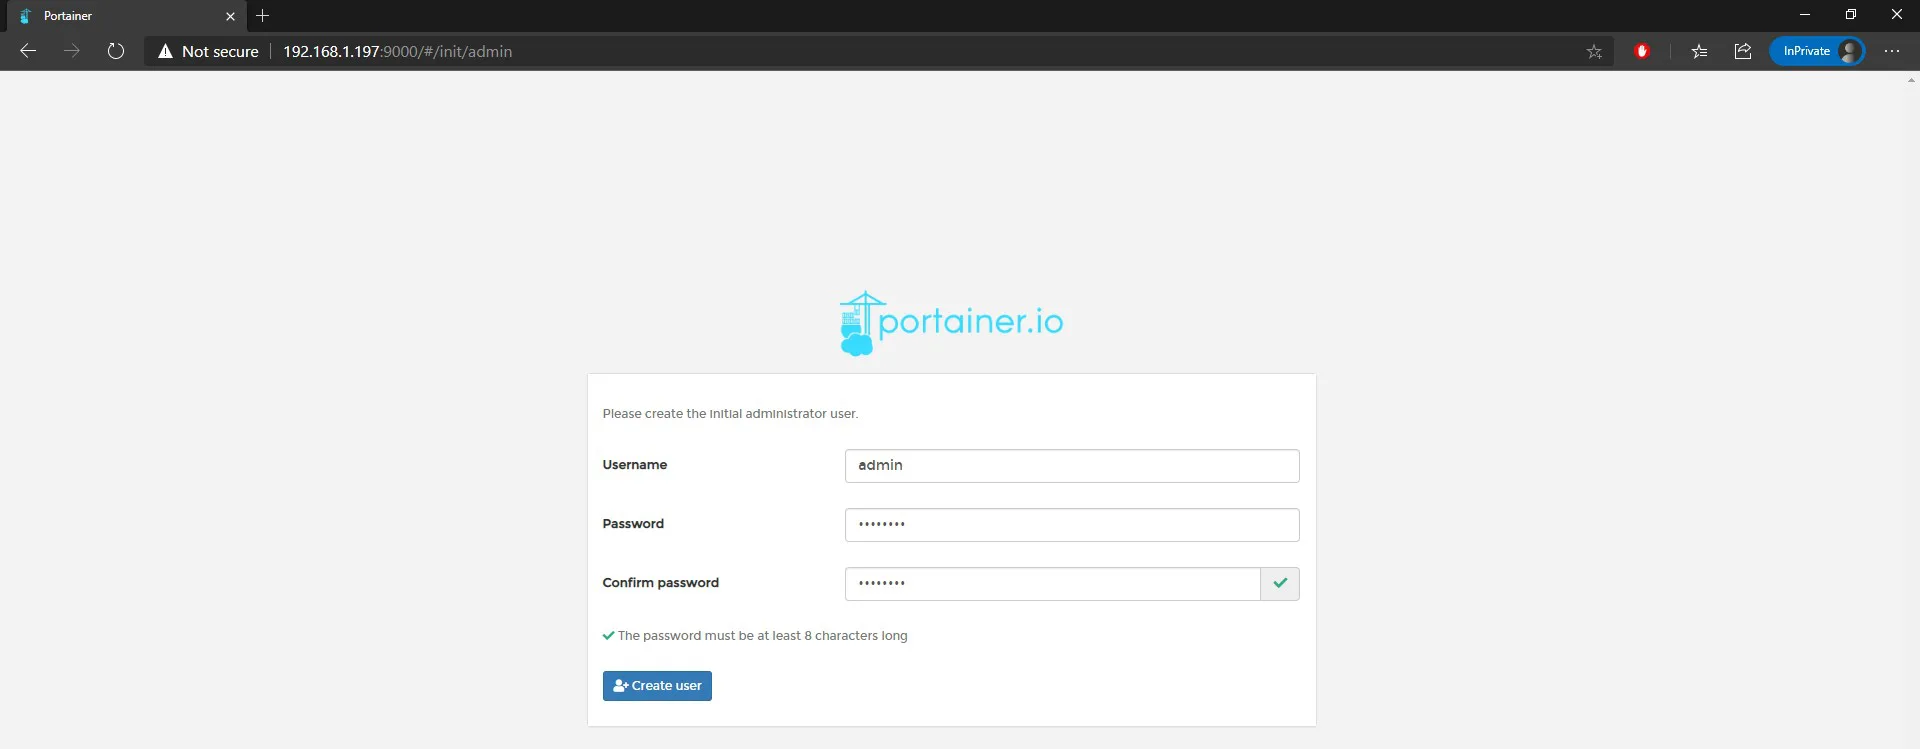 Portainer
Not secure 192.168.1.197:9000/#/init/admin InPrivate
portainer.io
Please create the initial administrator user.
Username admin
Password ••••••••
Confirm password ••••••••
The password must be at least 8 characters long
Create user